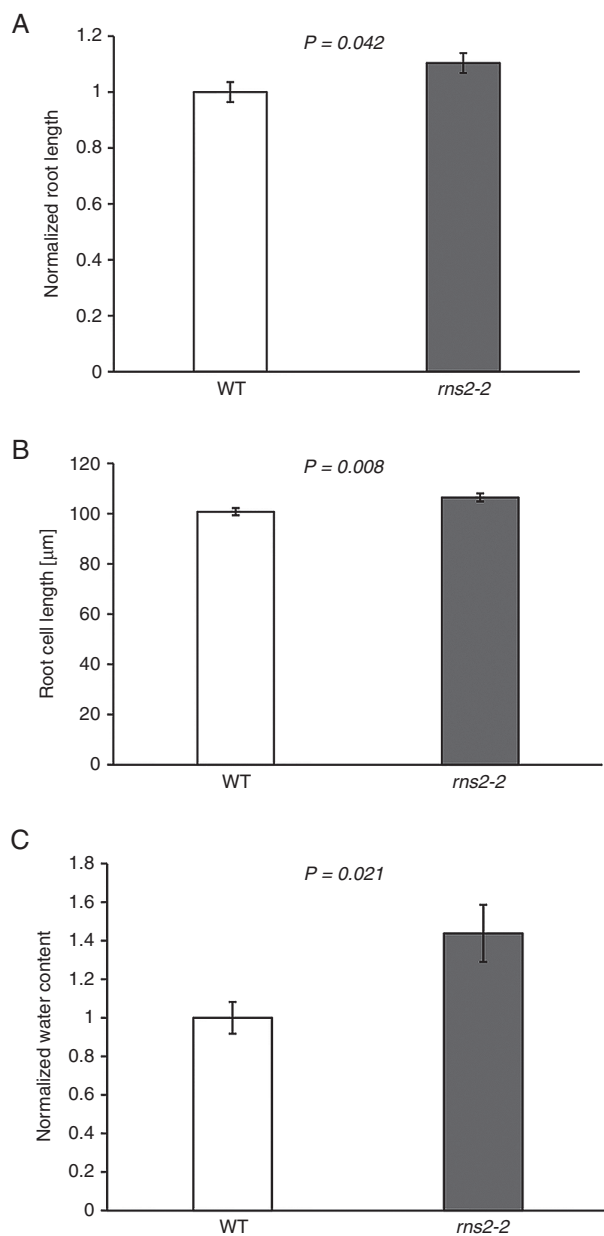 A
Normalized root length
1.2
1
0.8
0.6
0.4
0.2
0
P = 0.042
WT
rns2-2
B
Root cell length [μm]
120
100
80
60
40
20
0
P = 0.008
WT
rns2-2
C
Normalized water content
1.8
1.6
1.4
1.2
1
0.8
0.6
0.4
0.2
0
P = 0.021
WT
rns2-2